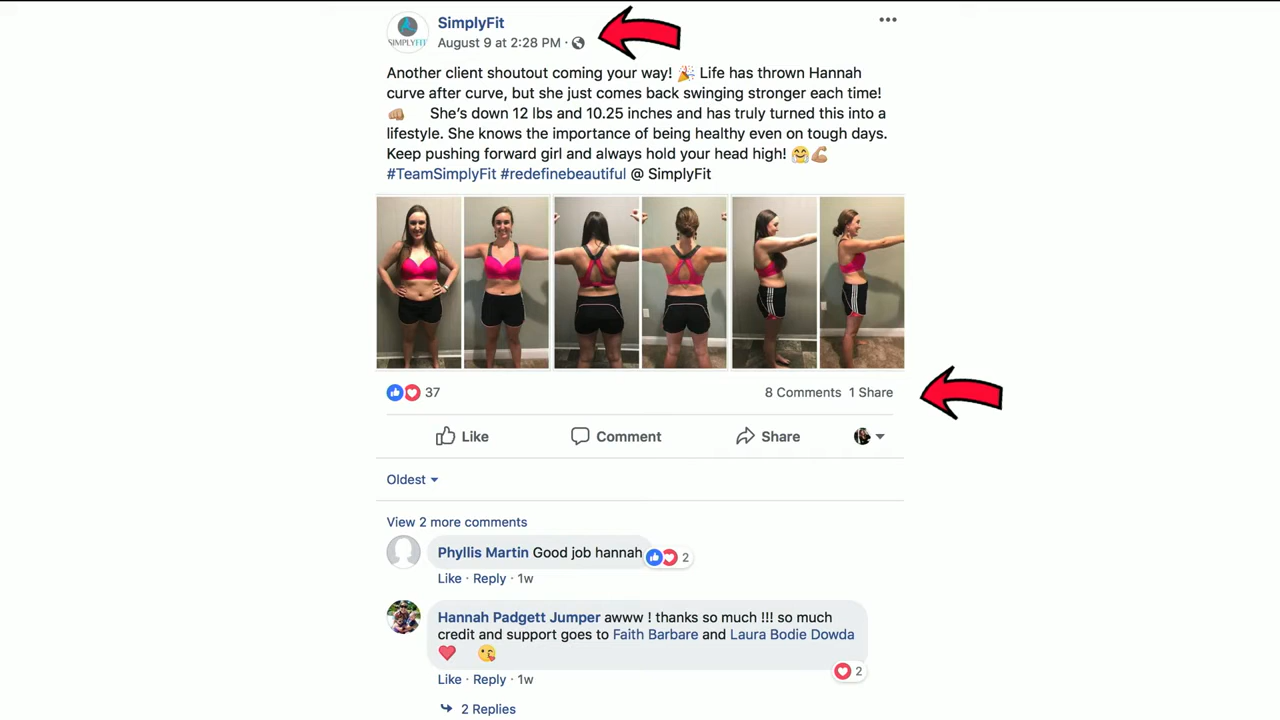 SimplyFit
SIMPLYFIT
August 9 at 2:28 PM ·
Another client shoutout coming your way! 🎉 Life has thrown Hannah
curve after curve, but she just comes back swinging stronger each time!
👊🏼 She’s down 12 lbs and 10.25 inches and has truly turned this into a
lifestyle. She knows the importance of being healthy even on tough days.
Keep pushing forward girl and always hold your head high! 🤗💪🏼
#TeamSimplyFit #redefinebeautiful @ SimplyFit
37 8 Comments 1 Share
Like Comment Share
Oldest
View 2 more comments
Phyllis Martin Good job hannah 2
Like · Reply · 1w
Hannah Padgett Jumper awww ! thanks so much !!! so much
credit and support goes to Faith Barbare and Laura Bodie Dowda
❤️ 😘
2
Like · Reply · 1w
2 Replies